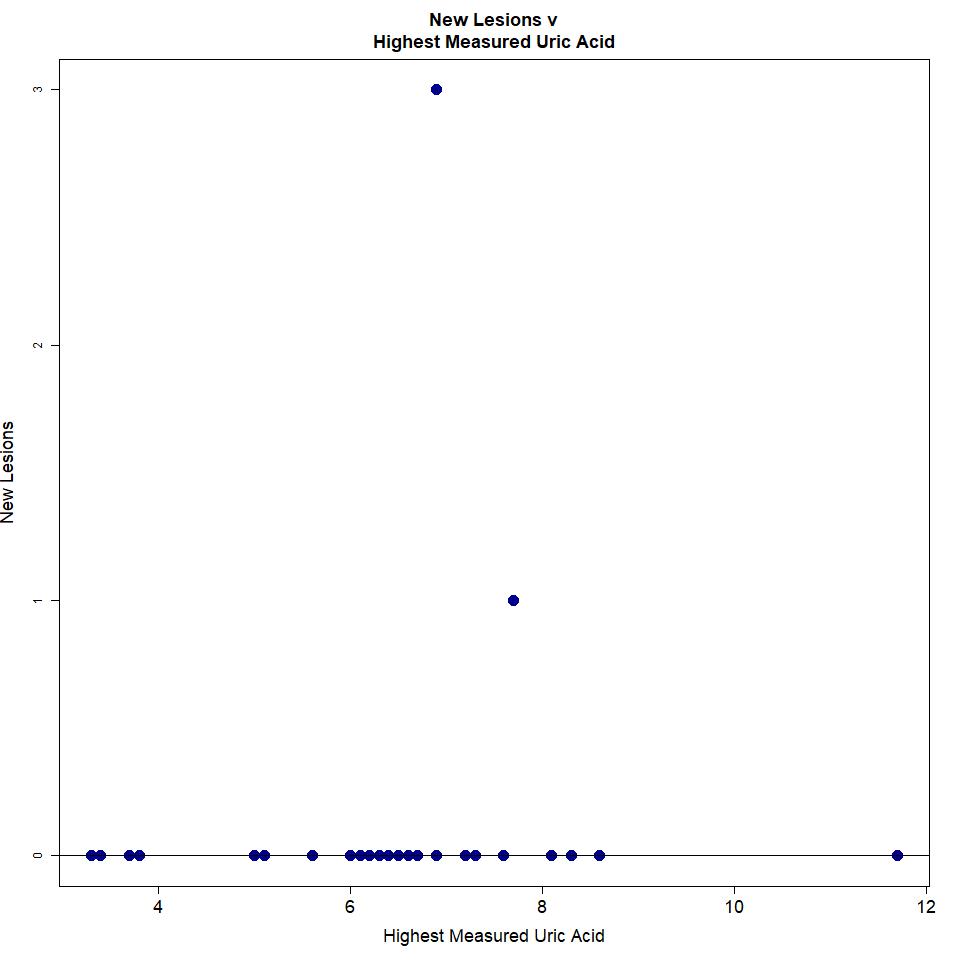 New Lesions v
Highest Measured Uric Acid
3
2
1
0
New Lesions
4 6 8 10 12
Highest Measured Uric Acid